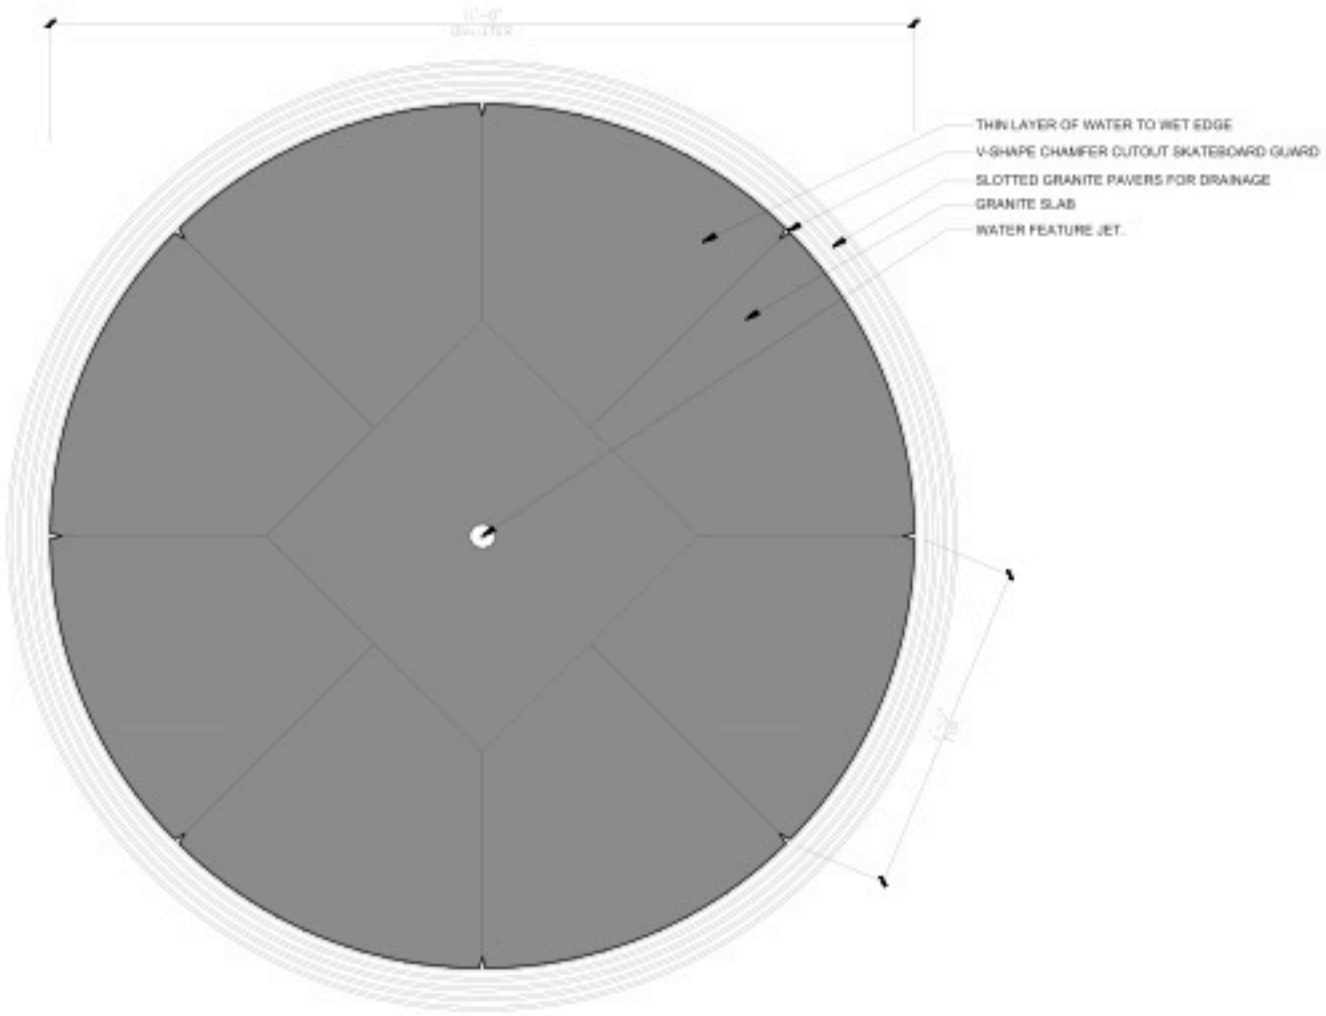 DIAMETER
THIN LAYER OF WATER TO WET EDGE
V-SHAPE CHAMFER CUTOUT SKATEBOARD GUARD
SLOTTED GRANITE PAVERS FOR DRAINAGE
GRANITE SLAB
WATER FEATURE JET.